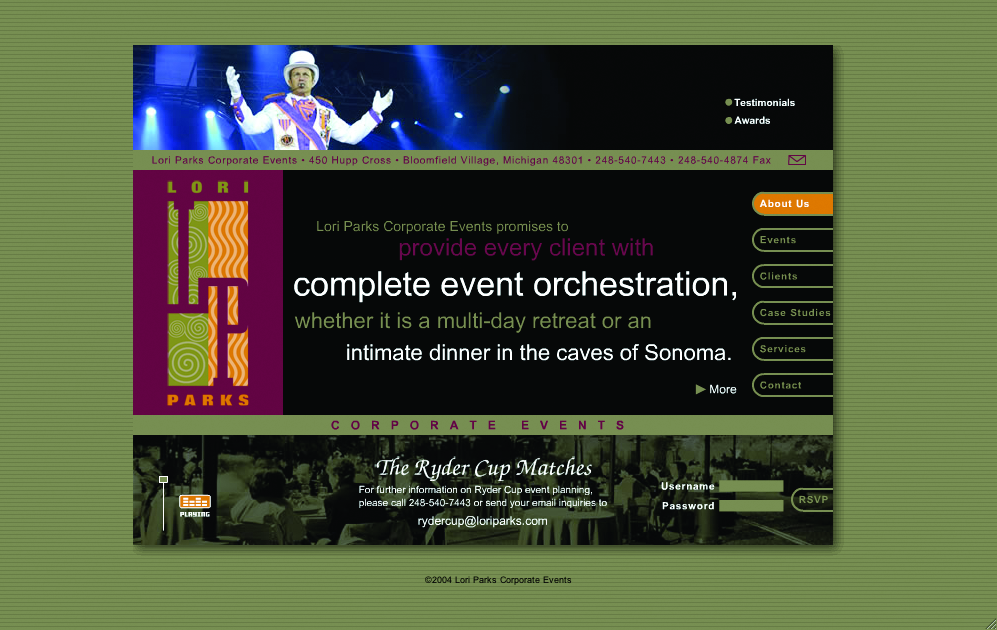 Testimonials
Awards
Lori Parks Corporate Events • 450 Hupp Cross • Bloomfield Village, Michigan 48301 • 248-540-7443 • 248-540-4874 Fax
LORI
LP
PARKS
Lori Parks Corporate Events promises to
provide every client with
complete event orchestration,
whether it is a multi-day retreat or an
intimate dinner in the caves of Sonoma.
More
About Us
Events
Clients
Case Studies
Services
Contact
CORPORATE EVENTS
The Ryder Cup Matches
For further information on Ryder Cup event planning,
please call 248-540-7443 or send your email inquiries to
rydercup@loriparks.com
PLAYING
Username
Password
RSVP
©2004 Lori Parks Corporate Events